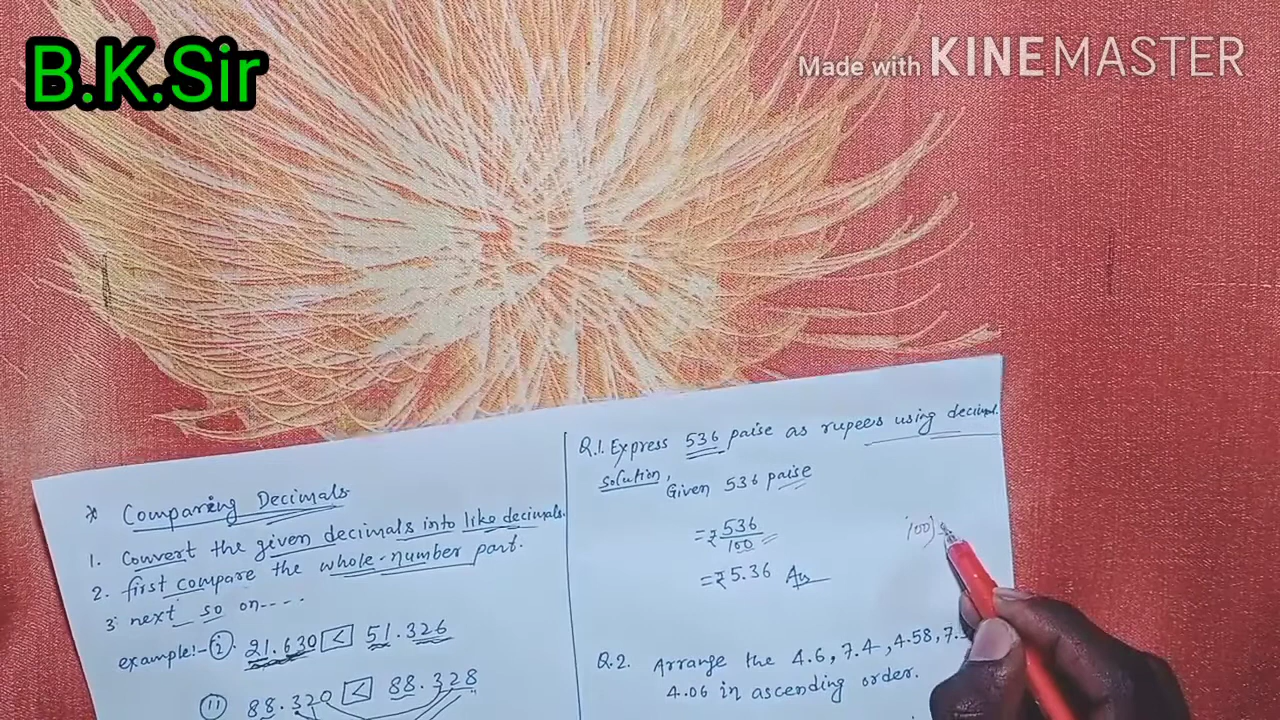 B.K.Sir
Made with KINEMASTER
* Comparing Decimals
1. Convert the given decimals into like decimals.
2. first compare the whole-number part.
3. next so on----.
example:- (i). 21.630 < 51.326
(ii) 88.320 < 88.328
Q.1. Express 536 paise as rupees using decimal.
solution, Given 536 paise
= ₹ 536/100
= ₹ 5.36 Ans
100)
Q.2. Arrange the 4.6, 7.4, 4.58, 7.
4.06 in ascending order.